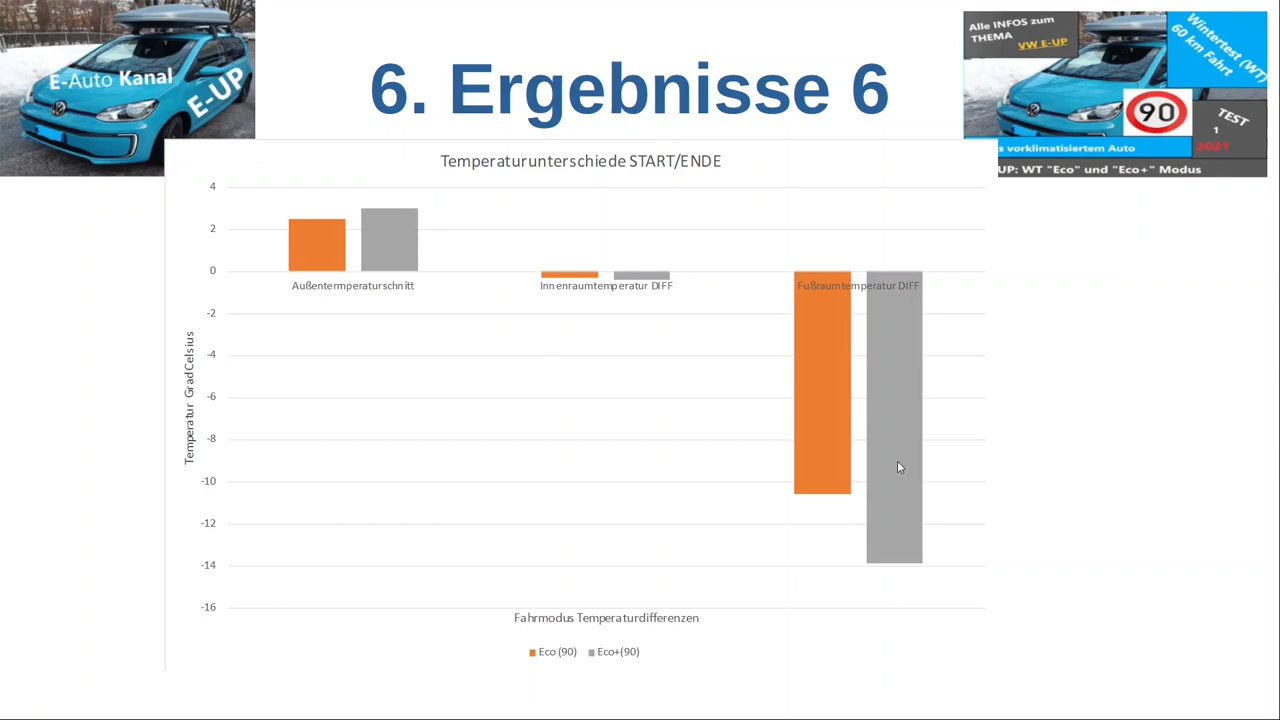 E-Auto Kanal
E-UP
6. Ergebnisse 6
Alle INFOS zum
THEMA
VW E-UP
Wintertest (WT)
60 km Fahrt
90
TEST
1
2021
s vorklimatisiertem Auto
UP: WT "Eco" und "Eco+" Modus
Temperaturunterschiede START/ENDE
4
2
0
-2
-4
-6
-8
-10
-12
-14
-16
Temperatur Grad Celsius
Außentermperaturschnitt
Innenraumtemperatur DIFF
Fußraumtemperatur DIFF
Fahrmodus Temperaturdifferenzen
Eco (90)
Eco+(90)